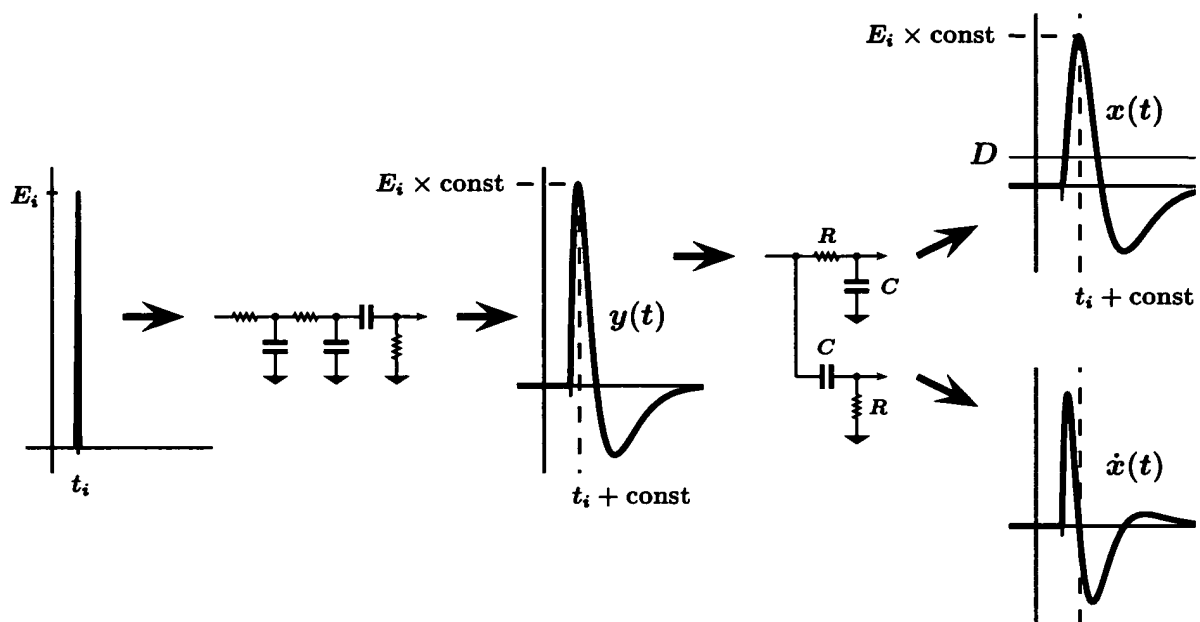 E_i
t_i
E_i × const
y(t)
t_i + const
R
C
C
R
E_i × const
x(t)
D
t_i + const
ẋ(t)